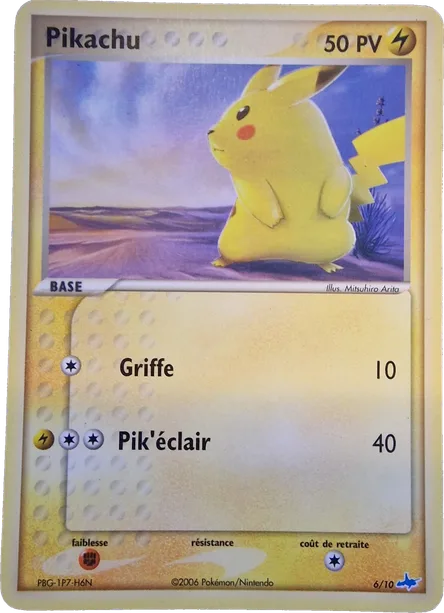 Pikachu 50 PV
BASE
Illus. Mitsuhiro Arita
Griffe 10
Pik'éclair 40
faiblesse résistance coût de retraite
PBG-1P7-H6N ©2006 Pokémon/Nintendo 6/10